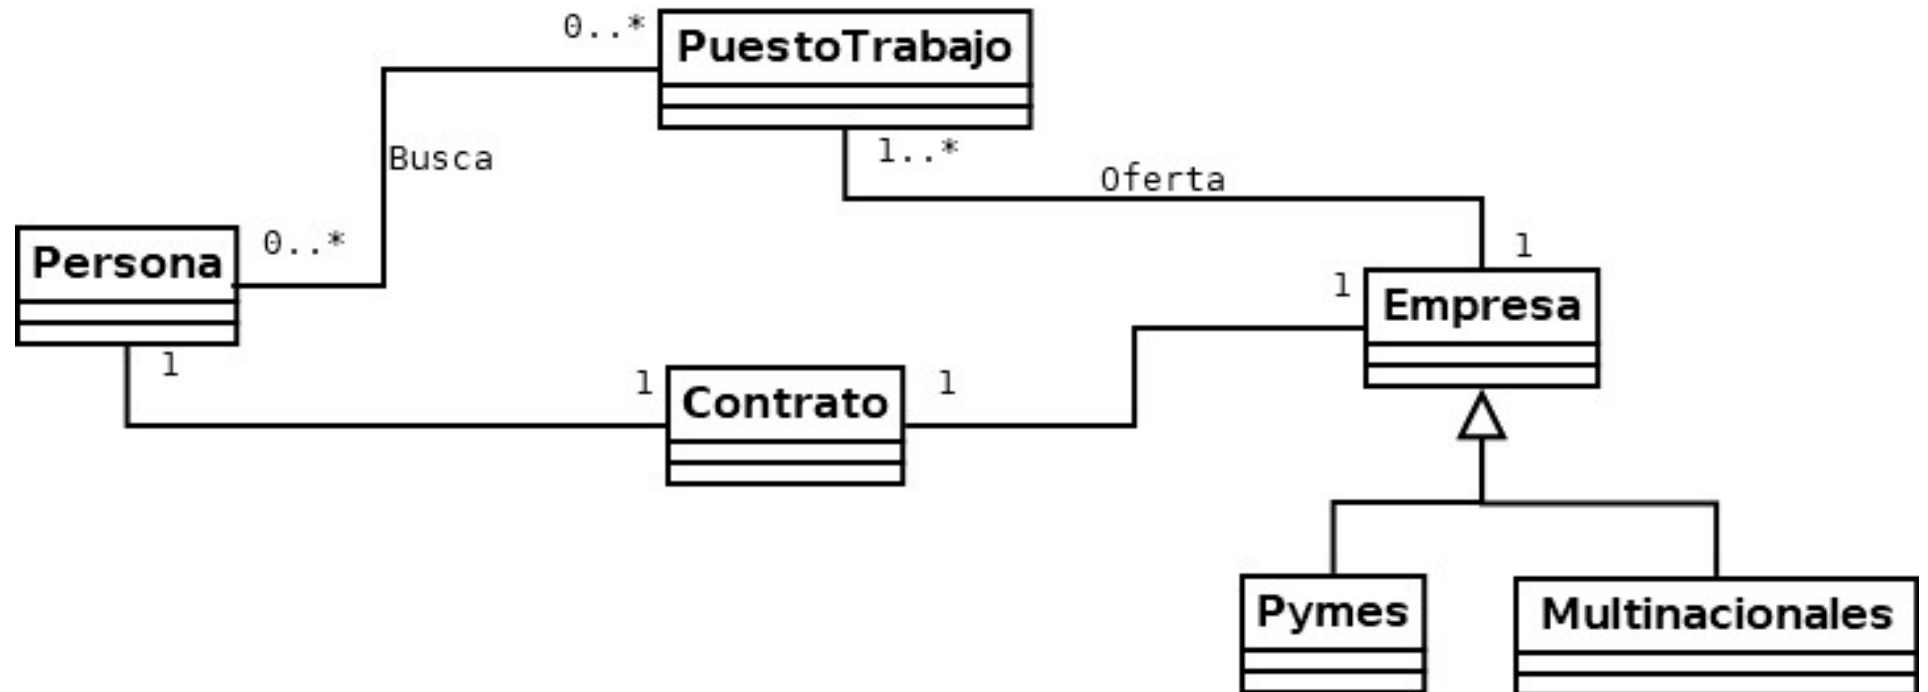 0..*
PuestoTrabajo
Busca
1..*
Oferta
Persona
0..*
1
1
Empresa
1
1
Contrato
1
Pymes
Multinacionales